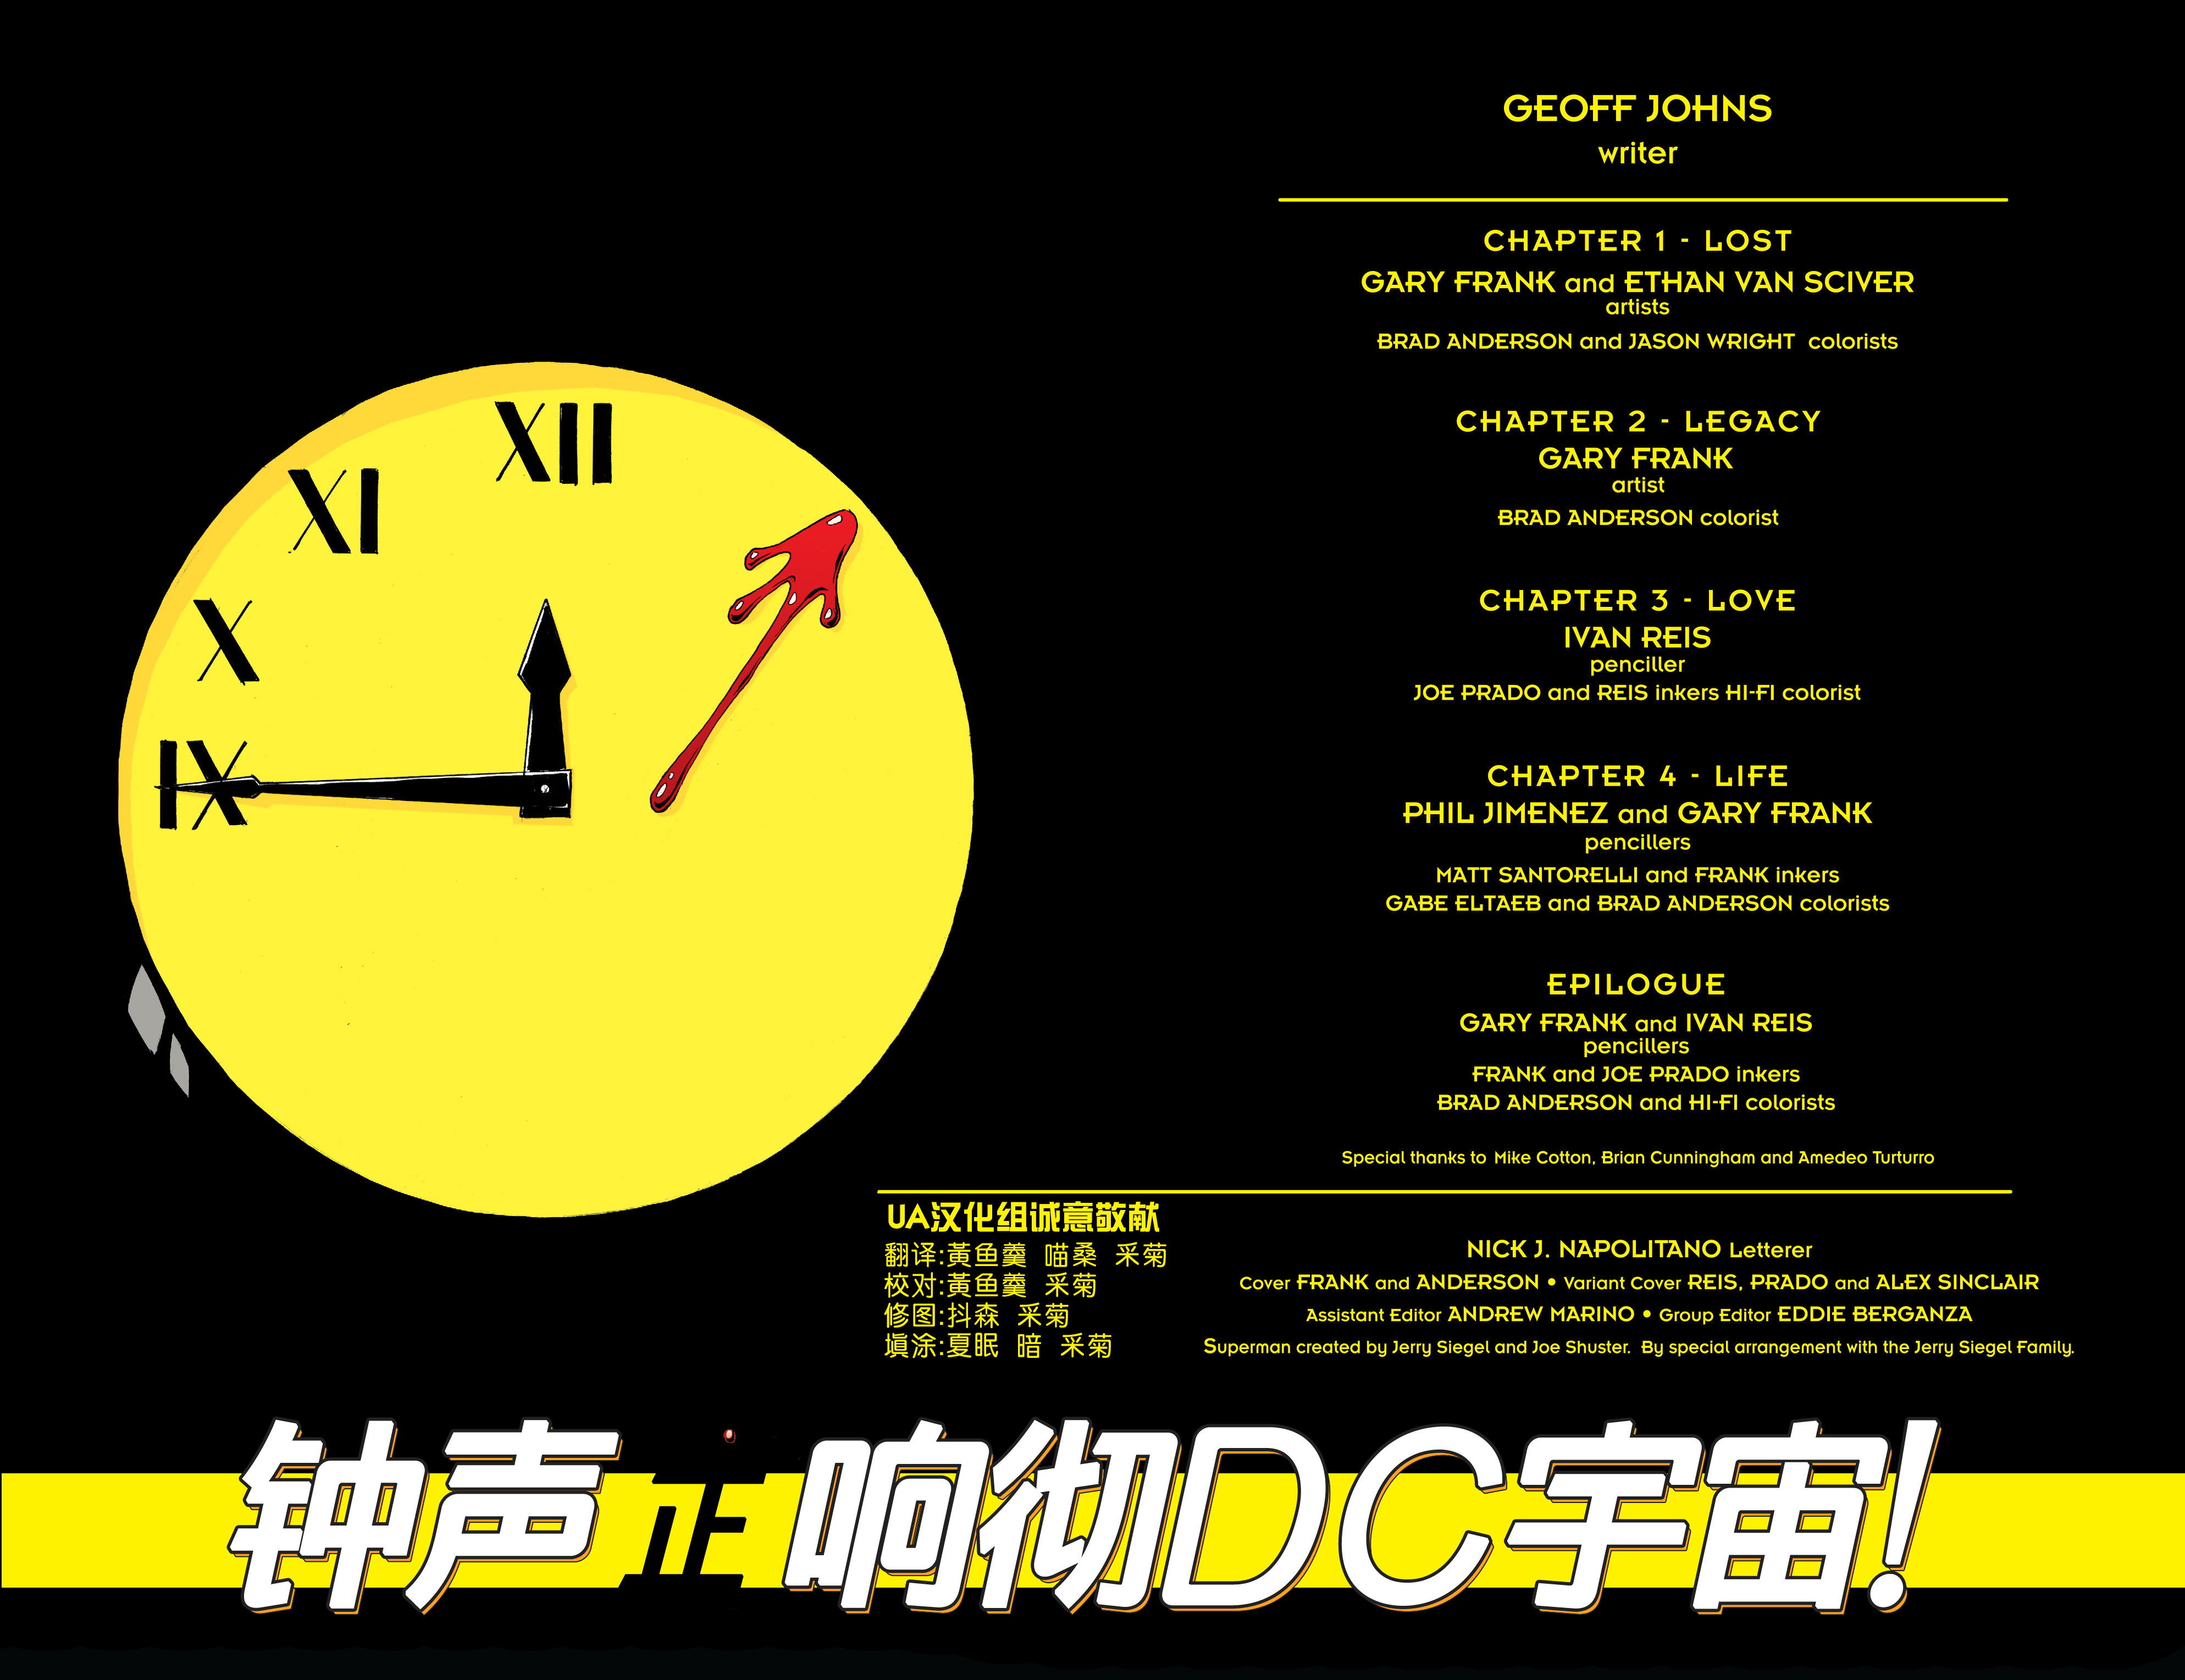 XII
XI
X
IX
GEOFF JOHNS
writer
CHAPTER 1 - LOST
GARY FRANK and ETHAN VAN SCIVER
artists
BRAD ANDERSON and JASON WRIGHT colorists
CHAPTER 2 - LEGACY
GARY FRANK
artist
BRAD ANDERSON colorist
CHAPTER 3 - LOVE
IVAN REIS
penciller
JOE PRADO and REIS inkers HI-FI colorist
CHAPTER 4 - LIFE
PHIL JIMENEZ and GARY FRANK
pencillers
MATT SANTORELLI and FRANK inkers
GABE ELTAEB and BRAD ANDERSON colorists
EPILOGUE
GARY FRANK and IVAN REIS
pencillers
FRANK and JOE PRADO inkers
BRAD ANDERSON and HI-FI colorists
Special thanks to Mike Cotton, Brian Cunningham and Amedeo Turturro
UA汉化组诚意敬献
翻译:黄鱼羹 喵桑 采菊
校对:黄鱼羹 采菊
修图:抖森 采菊
填涂:夏眠 暗 采菊
NICK J. NAPOLITANO Letterer
Cover FRANK and ANDERSON • Variant Cover REIS, PRADO and ALEX SINCLAIR
Assistant Editor ANDREW MARINO • Group Editor EDDIE BERGANZA
Superman created by Jerry Siegel and Joe Shuster. By special arrangement with the Jerry Siegel Family.
钟声正响彻DC宇宙!